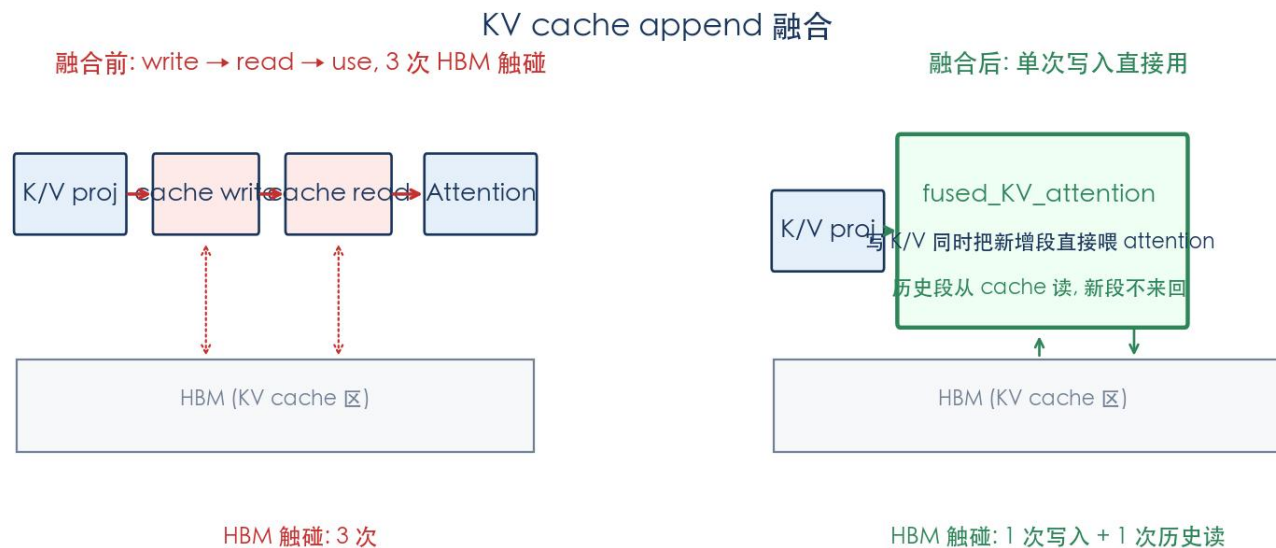 KV cache append 融合
融合前: write → read → use, 3 次 HBM 触碰
K/V proj
cache write
cache read
Attention
HBM (KV cache 区)
HBM 触碰: 3 次
融合后: 单次写入直接用
K/V proj
fused_KV_attention
写 K/V 同时把新增段直接喂 attention
历史段从 cache 读, 新段不来回
HBM (KV cache 区)
HBM 触碰: 1 次写入 + 1 次历史读